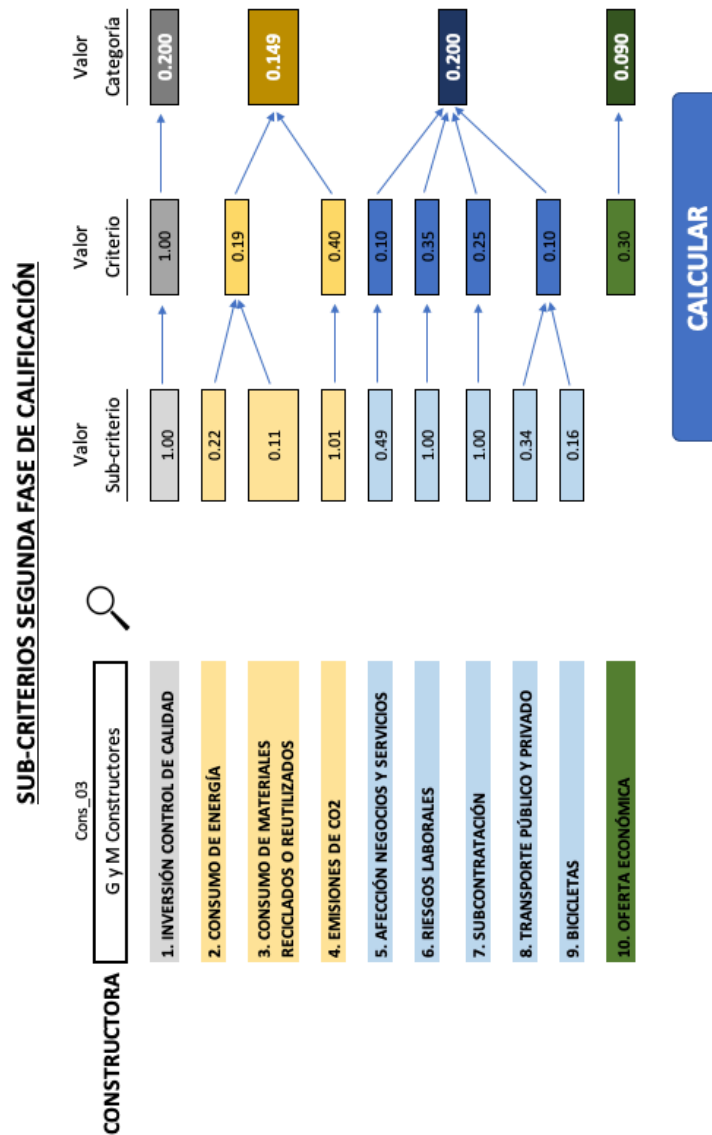 SUB-CRITERIOS SEGUNDA FASE DE CALIFICACIÓN
Cons_03
CONSTRUCTORA
G y M Constructores
Valor
Sub-criterio
Valor
Criterio
Valor
Categoría
1. INVERSIÓN CONTROL DE CALIDAD
1.00
1.00
0.200
2. CONSUMO DE ENERGÍA
0.22
0.19
3. CONSUMO DE MATERIALES
RECICLADOS O REUTILIZADOS
0.11
0.149
4. EMISIONES DE CO2
1.01
0.40
5. AFECCIÓN NEGOCIOS Y SERVICIOS
0.49
0.10
6. RIESGOS LABORALES
1.00
0.35
0.200
7. SUBCONTRATACIÓN
1.00
0.25
8. TRANSPORTE PÚBLICO Y PRIVADO
0.34
0.10
9. BICICLETAS
0.16
10. OFERTA ECONÓMICA
0.30
0.090
CALCULAR